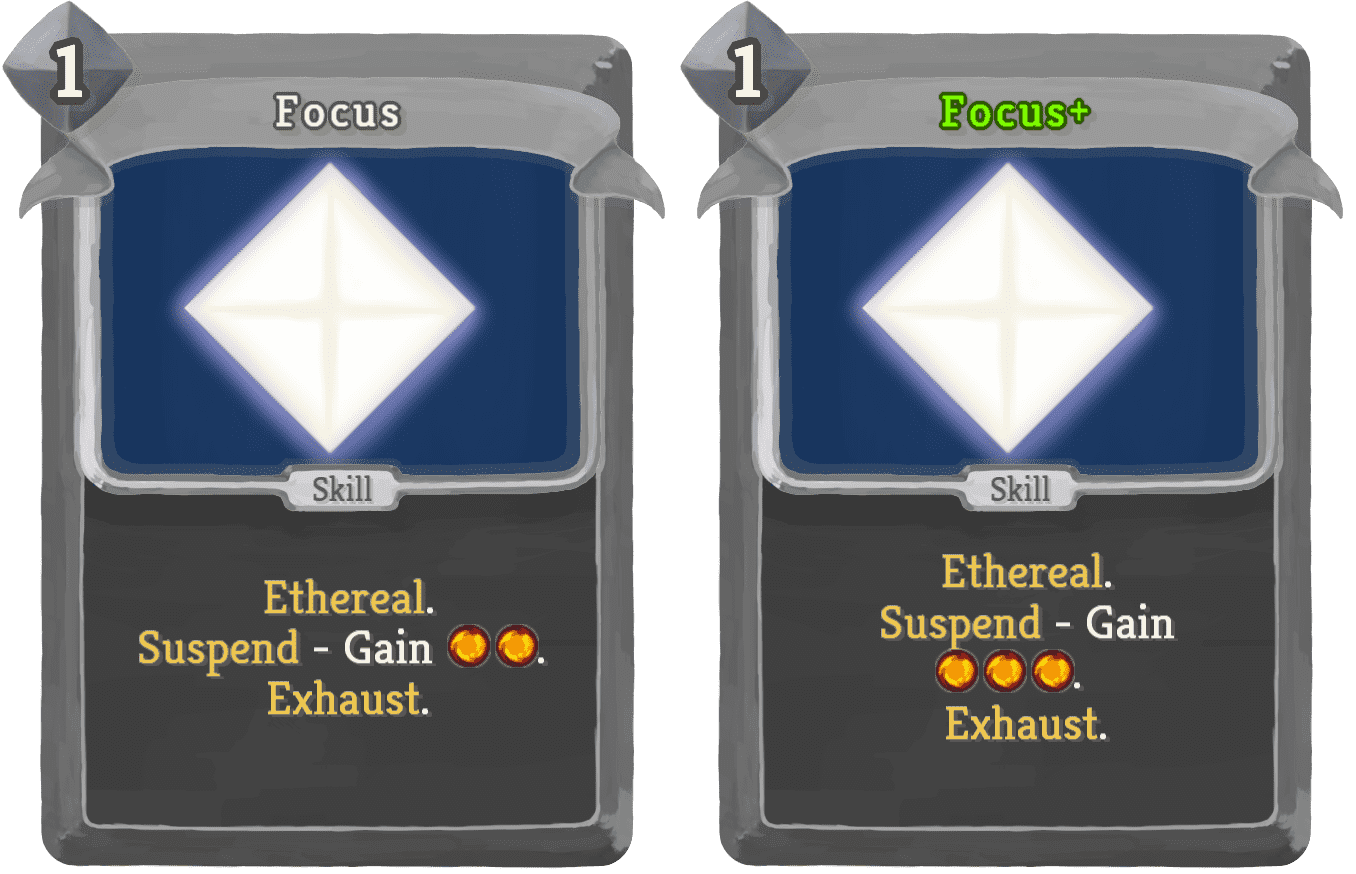 1
Focus
Skill
Ethereal.
Suspend - Gain .
Exhaust.
1
Focus+
Skill
Ethereal.
Suspend - Gain
.
Exhaust.